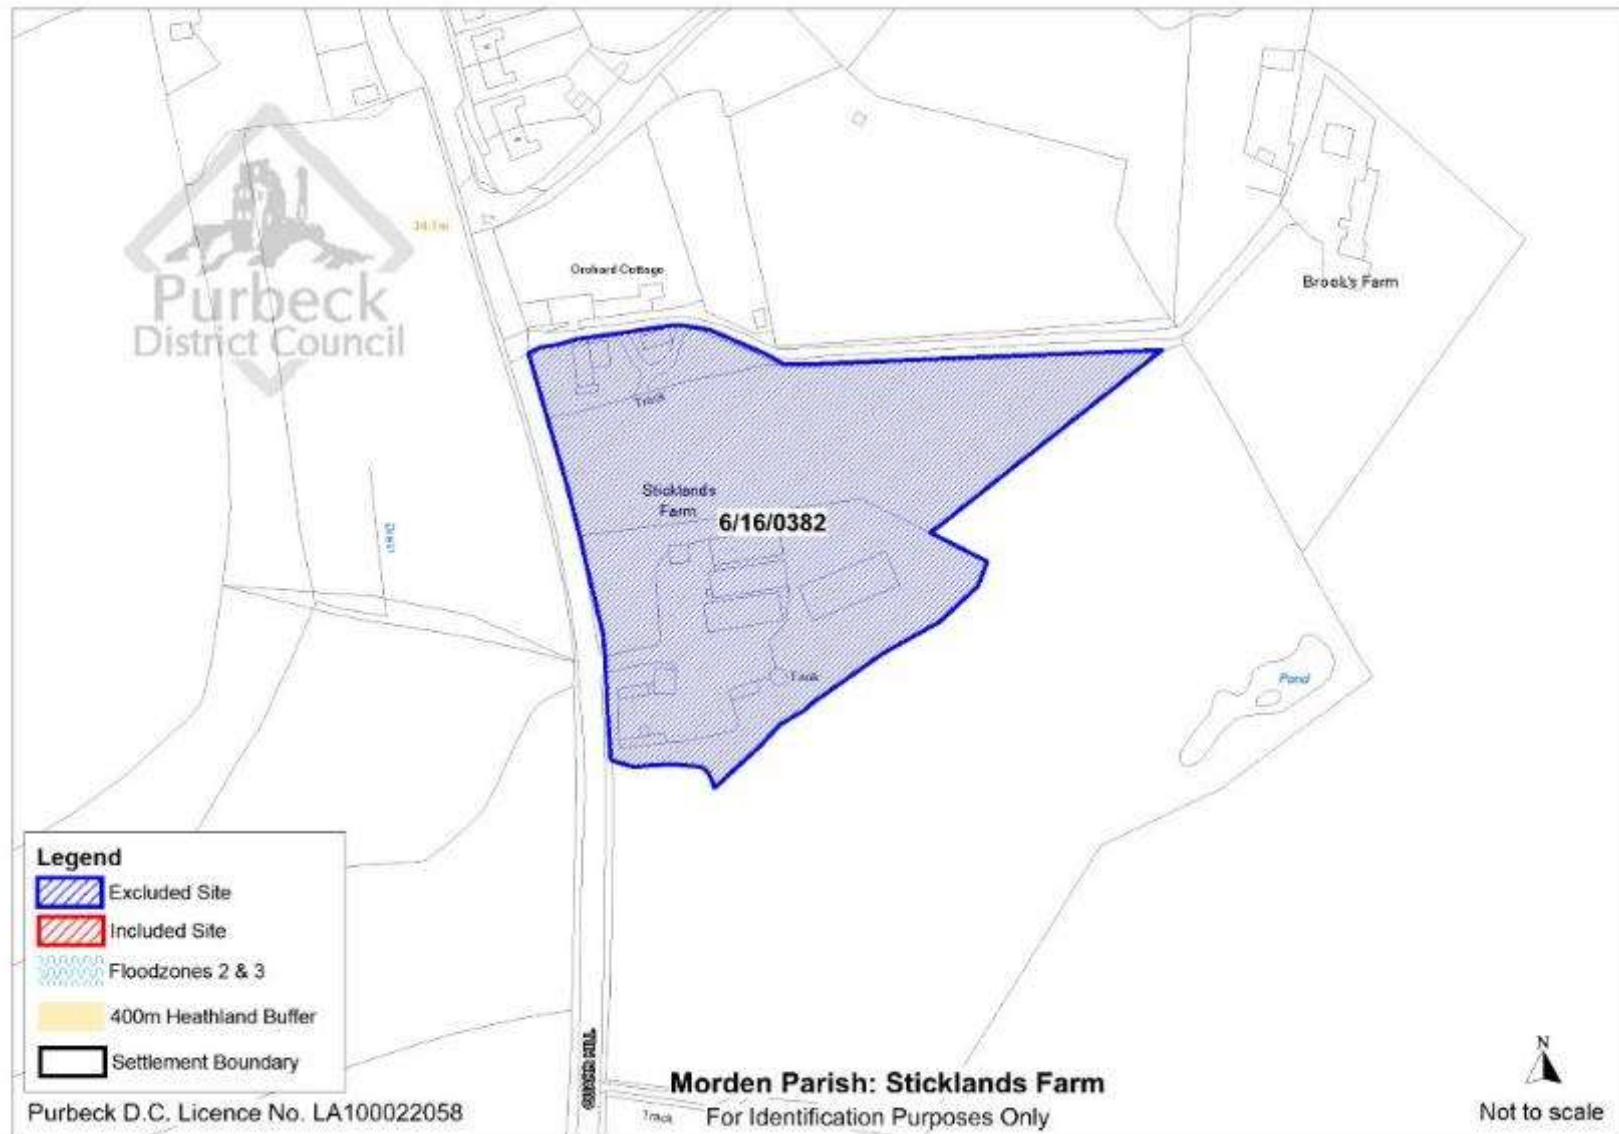 34.1m
Orchard Cottage
Brook's Farm
Purbeck
District Council
Track
Sticklands
Farm
6/16/0382
Drain
Tank
Pond
Legend
Excluded Site
Included Site
Floodzones 2 & 3
400m Heathland Buffer
Settlement Boundary
Purbeck D.C. Licence No. LA100022058
Track
Morden Parish: Sticklands Farm
For Identification Purposes Only
N
Not to scale